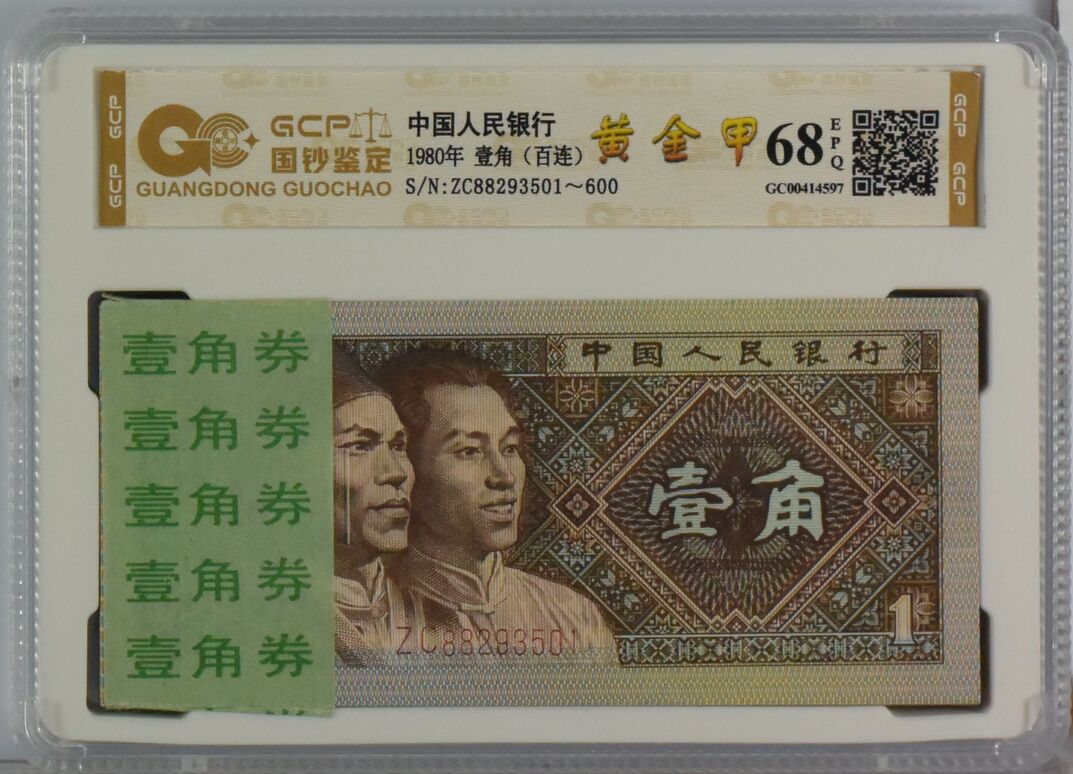 GCP GCP
GCP
国钞鉴定
GUANGDONG GUOCHAO
中国人民银行
1980年 壹角（百连）
S/N:ZC88293501～600
黄金甲
68
EPQ
GC00414597
GCP GCP
壹角券
壹角券
壹角券
壹角券
壹角券
中国人民银行
壹角
1
ZC88293501